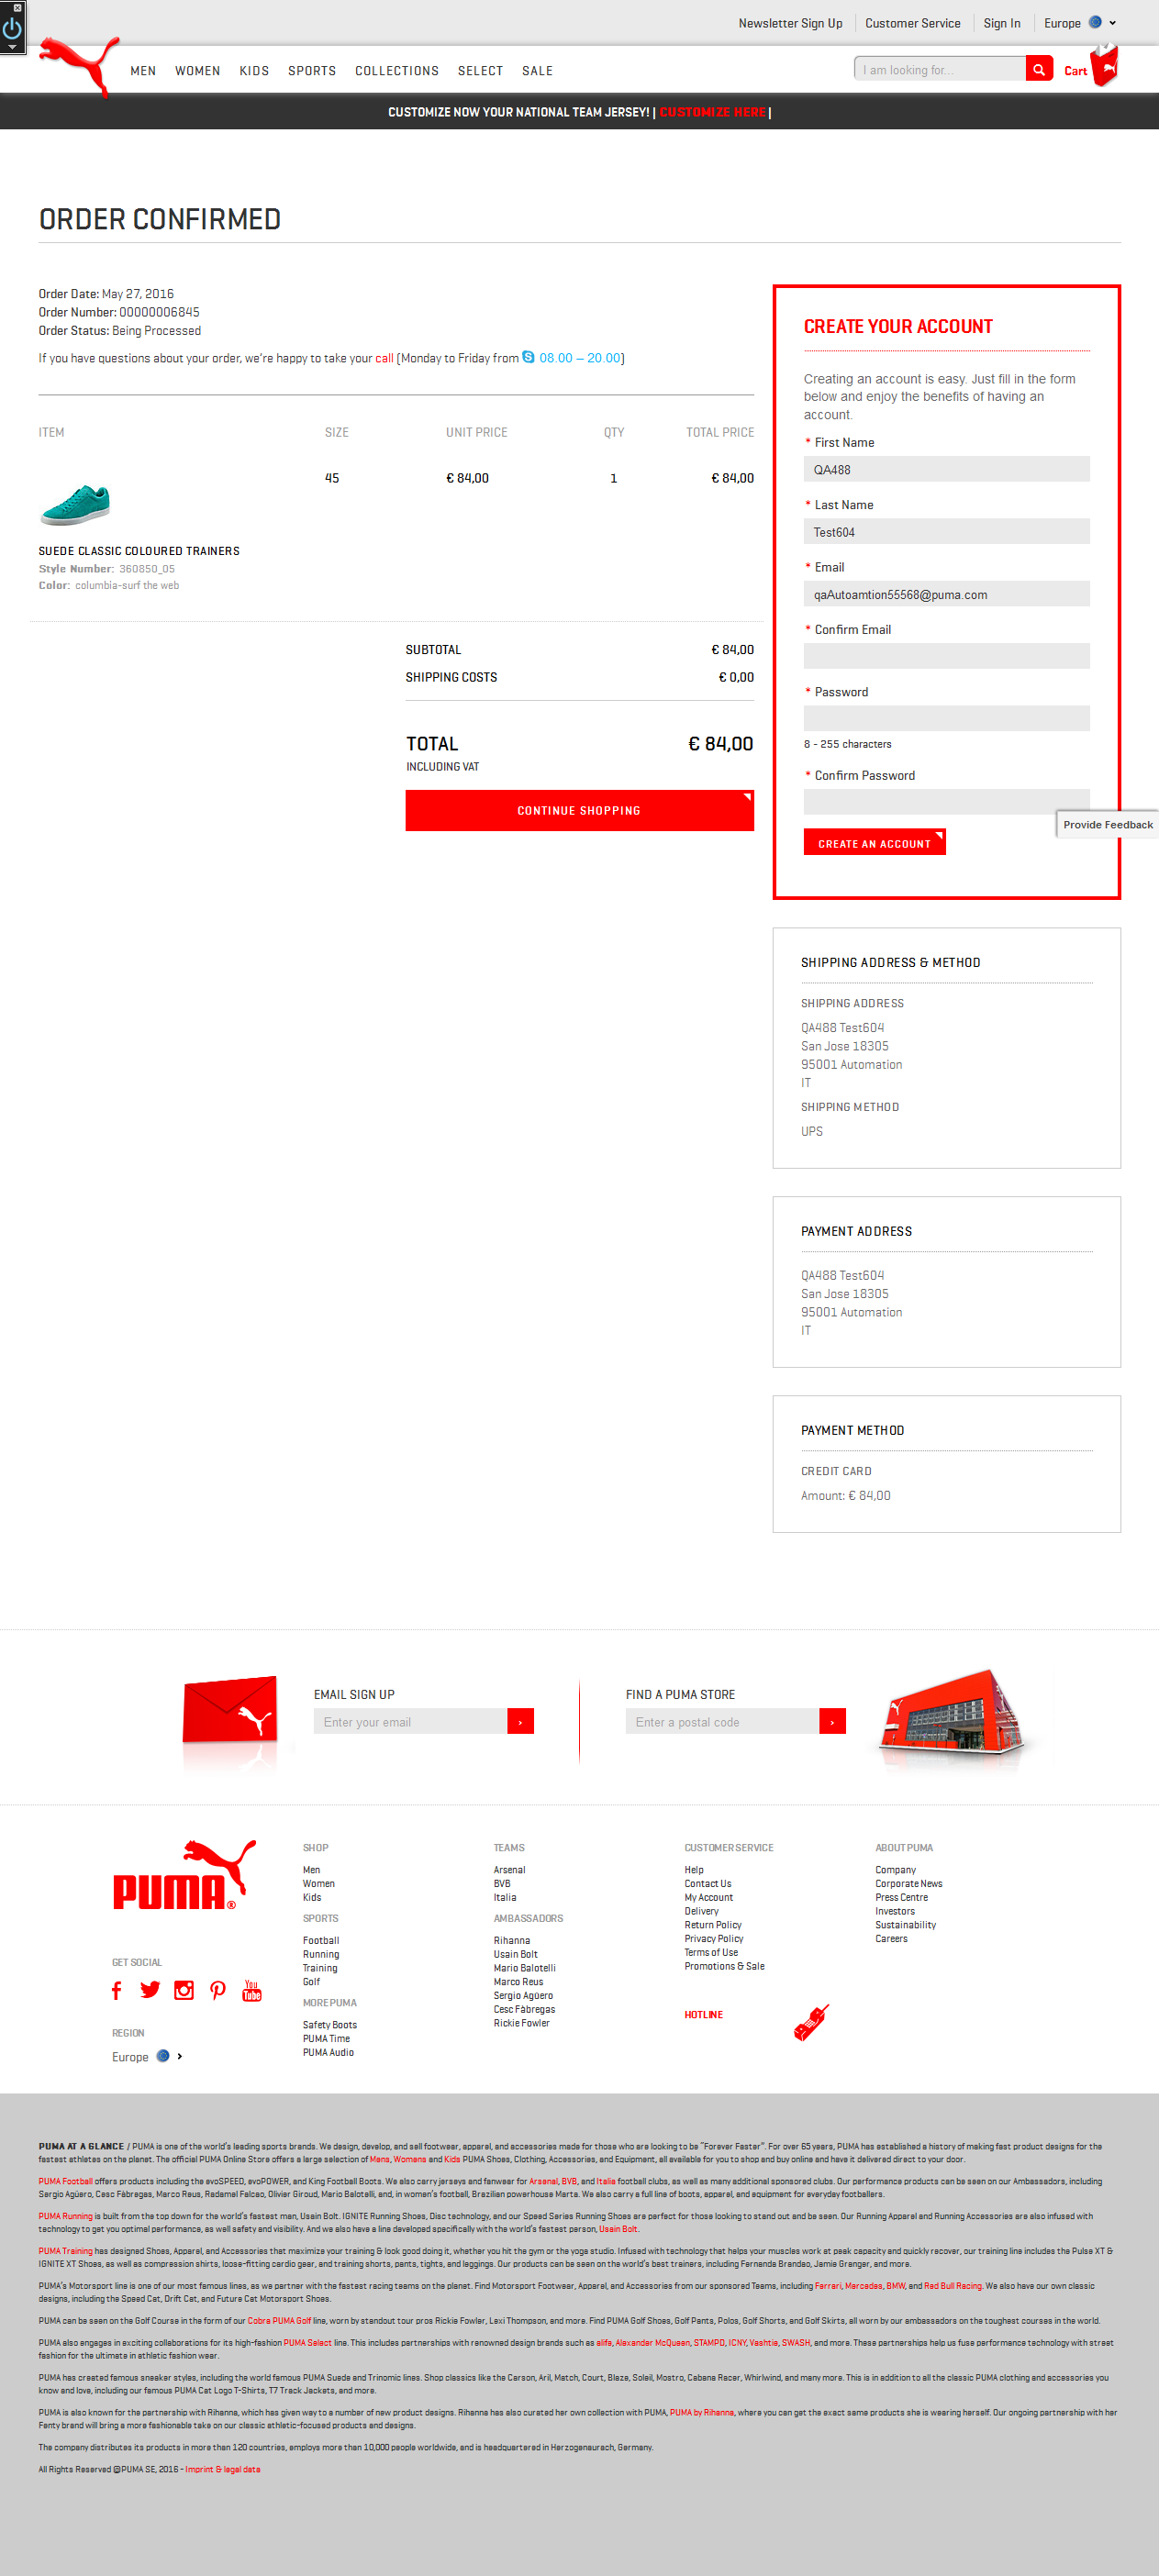 Newsletter Sign Up
Customer Service
Sign In
Europe
MEN WOMEN KIDS SPORTS COLLECTIONS SELECT SALE
I am looking for...
Cart
CUSTOMIZE NOW YOUR NATIONAL TEAM JERSEY! | CUSTOMIZE HERE |
ORDER CONFIRMED
Order Date: May 27, 2016
Order Number: 00000006845
Order Status: Being Processed
If you have questions about your order, we're happy to take your call (Monday to Friday from 08.00 – 20.00)
ITEM SIZE UNIT PRICE QTY TOTAL PRICE
45 € 84,00 1 € 84,00
SUEDE CLASSIC COLOURED TRAINERS
Style Number: 360850_05
Color: columbia-surf the web
SUBTOTAL € 84,00
SHIPPING COSTS € 0,00
TOTAL € 84,00
INCLUDING VAT
CONTINUE SHOPPING
CREATE YOUR ACCOUNT
Creating an account is easy. Just fill in the form
below and enjoy the benefits of having an
account.
* First Name
QA488
* Last Name
Test604
* Email
qaAutoamtion55568@puma.com
* Confirm Email
* Password
8 - 255 characters
* Confirm Password
CREATE AN ACCOUNT
Provide Feedback
SHIPPING ADDRESS & METHOD
SHIPPING ADDRESS
QA488 Test604
San Jose 18305
95001 Automation
IT
SHIPPING METHOD
UPS
PAYMENT ADDRESS
QA488 Test604
San Jose 18305
95001 Automation
IT
PAYMENT METHOD
CREDIT CARD
Amount: € 84,00
EMAIL SIGN UP
Enter your email
FIND A PUMA STORE
Enter a postal code
PUMA®
GET SOCIAL
You
Tube
REGION
Europe
SHOP
Men
Women
Kids
SPORTS
Football
Running
Training
Golf
MORE PUMA
Safety Boots
PUMA Time
PUMA Audio
TEAMS
Arsenal
BVB
Italia
AMBASSADORS
Rihanna
Usain Bolt
Mario Balotelli
Marco Reus
Sergio Agüero
Cesc Fàbregas
Rickie Fowler
CUSTOMER SERVICE
Help
Contact Us
My Account
Delivery
Return Policy
Privacy Policy
Terms of Use
Promotions & Sale
HOTLINE
ABOUT PUMA
Company
Corporate News
Press Centre
Investors
Sustainability
Careers
PUMA AT A GLANCE / PUMA is one of the world's leading sports brands. We design, develop, and sell footwear, apparel, and accessories made for those who are looking to be "Forever Faster". For over 65 years, PUMA has established a history of making fast product designs for the
fastest athletes on the planet. The official PUMA Online Store offers a large selection of Mens, Womens and Kids PUMA Shoes, Clothing, Accessories, and Equipment, all available for you to shop and buy online and have it delivered direct to your door.
PUMA Football offers products including the evoSPEED, evoPOWER, and King Football Boots. We also carry jerseys and fanwear for Arsenal, BVB, and Italia football clubs, as well as many additional sponsored clubs. Our performance products can be seen on our Ambassadors, including
Sergio Agüero, Cesc Fàbregas, Marco Reus, Radamel Falcao, Olivier Giroud, Mario Balotelli, and, in women's football, Brazilian powerhouse Marta. We also carry a full line of boots, apparel, and equipment for everyday footballers.
PUMA Running is built from the top down for the world's fastest man, Usain Bolt. IGNITE Running Shoes, Disc technology, and our Speed Series Running Shoes are perfect for those looking to stand out and be seen. Our Running Apparel and Running Accessories are also infused with
technology to get you optimal performance, as well safety and visibility. And we also have a line developed specifically with the world's fastest person, Usain Bolt.
PUMA Training has designed Shoes, Apparel, and Accessories that maximize your training & look good doing it, whether you hit the gym or the yoga studio. Infused with technology that helps your muscles work at peak capacity and quickly recover, our training line includes the Pulse XT &
IGNITE XT Shoes, as well as compression shirts, loose-fitting cardio gear, and training shorts, pants, tights, and leggings. Our products can be seen on the world's best trainers, including Fernanda Brandao, Jamie Granger, and more.
PUMA's Motorsport line is one of our most famous lines, as we partner with the fastest racing teams on the planet. Find Motorsport Footwear, Apparel, and Accessories from our sponsored Teams, including Ferrari, Mercedes, BMW, and Red Bull Racing. We also have our own classic
designs, including the Speed Cat, Drift Cat, and Future Cat Motorsport Shoes.
PUMA can be seen on the Golf Course in the form of our Cobra PUMA Golf line, worn by standout tour pros Rickie Fowler, Lexi Thompson, and more. Find PUMA Golf Shoes, Golf Pants, Polos, Golf Shorts, and Golf Skirts, all worn by our ambassadors on the toughest courses in the world.
PUMA also engages in exciting collaborations for its high-fashion PUMA Select line. This includes partnerships with renowned design brands such as alife, Alexander McQueen, STAMPD, ICNY, Vashtie, SWASH, and more. These partnerships help us fuse performance technology with street
fashion for the ultimate in athletic fashion wear.
PUMA has created famous sneaker styles, including the world famous PUMA Suede and Trinomic lines. Shop classics like the Carson, Aril, Match, Court, Blaze, Soleil, Mostro, Cabana Racer, Whirlwind, and many more. This is in addition to all the classic PUMA clothing and accessories you
know and love, including our famous PUMA Cat Logo T-Shirts, T7 Track Jackets, and more.
PUMA is also known for the partnership with Rihanna, which has given way to a number of new product designs. Rihanna has also curated her own collection with PUMA, PUMA by Rihanna, where you can get the exact same products she is wearing herself. Our ongoing partnership with her
Fenty brand will bring a more fashionable take on our classic athletic-focused products and designs.
The company distributes its products in more than 120 countries, employs more than 10,000 people worldwide, and is headquartered in Herzogenaurach, Germany.
All Rights Reserved @PUMA SE, 2016 - Imprint & legal data